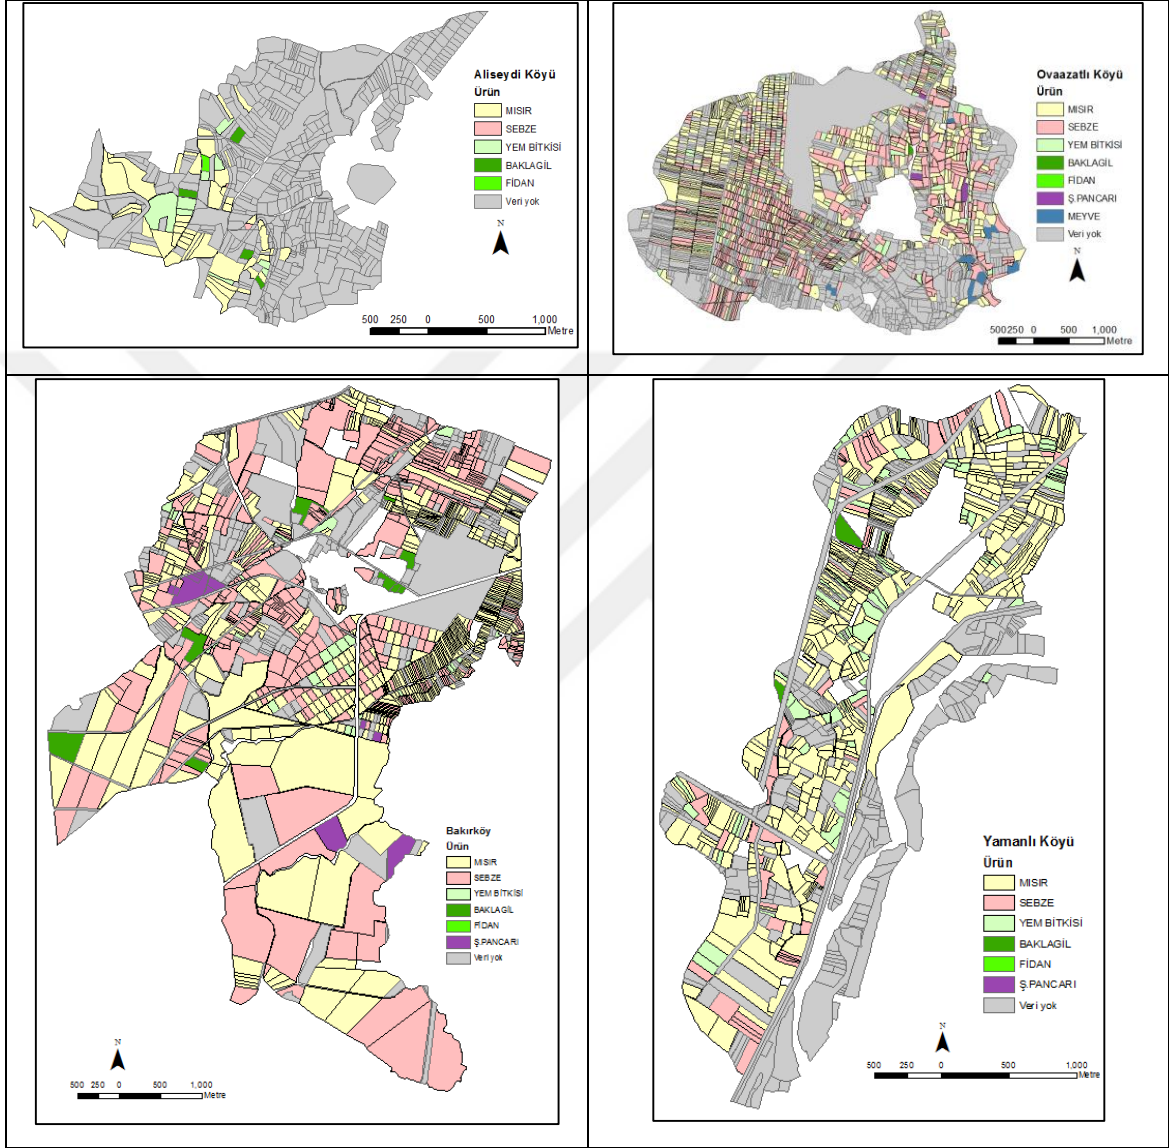 Aliseydi Köyü
Ürün
MISIR
SEBZE
YEM BİTKİSİ
BAKLAGİL
FİDAN
Veri yok
N
500 250 0 500 1,000
Metre
Ovaazatlı Köyü
Ürün
MISIR
SEBZE
YEM BİTKİSİ
BAKLAGİL
FİDAN
Ş.PANCARI
MEYVE
Veri yok
N
500250 0 500 1,000
Metre
Bakırköy
Ürün
MISIR
SEBZE
YEM BİTKİSİ
BAKLAGİL
FİDAN
Ş.PANCARI
Veri yok
N
500 250 0 500 1,000
Metre
Yamanlı Köyü
Ürün
MISIR
SEBZE
YEM BİTKİSİ
BAKLAGİL
FİDAN
Ş.PANCARI
Veri yok
N
500 250 0 500 1,000
Metre